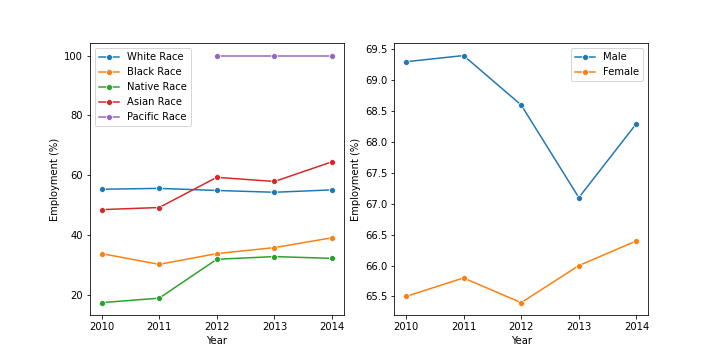 100
80
60
40
20
Employment (%)
White Race
Black Race
Native Race
Asian Race
Pacific Race
2010 2011 2012 2013 2014
Year
69.5
69.0
68.5
68.0
67.5
67.0
66.5
66.0
65.5
Employment (%)
Male
Female
2010 2011 2012 2013 2014
Year